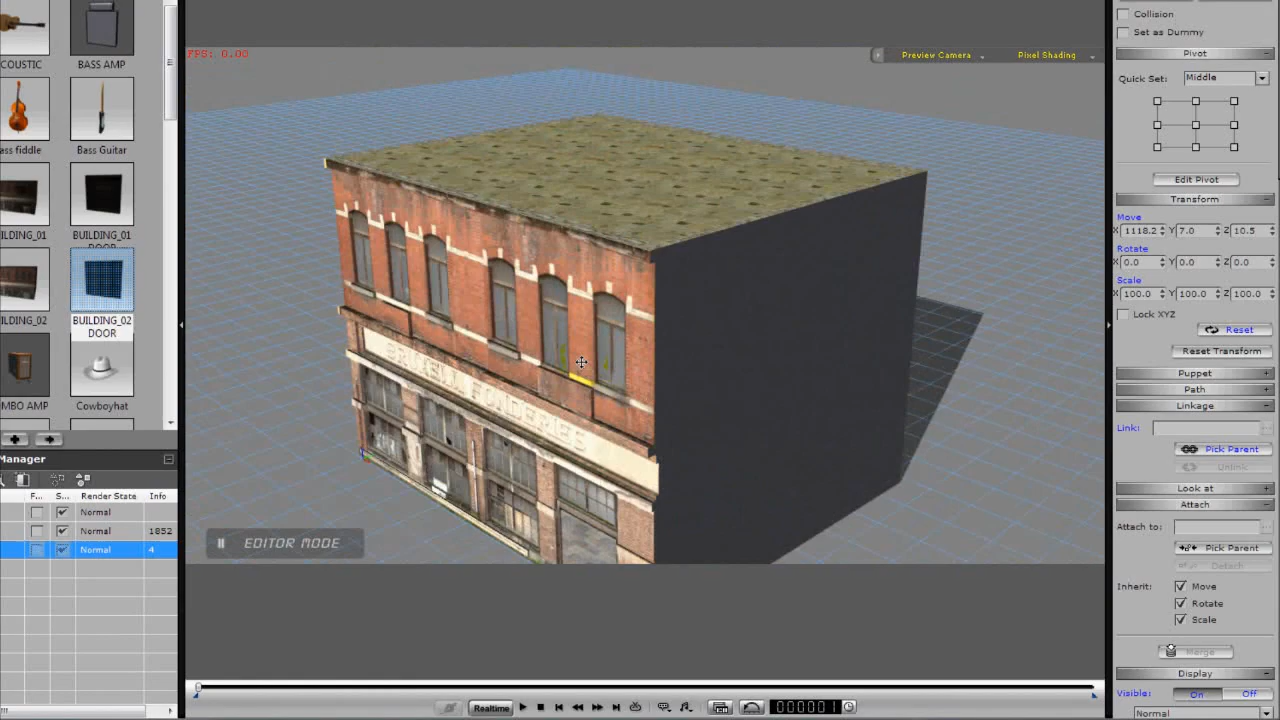 COUSTIC
BASS AMP
ass fiddle
Bass Guitar
UILDING_01
BUILDING_01
DOOR
ILDING_02
BUILDING_02
DOOR
MBO AMP
Cowboyhat
Manager
F... S... Render State Info
Normal
Normal 1852
Normal 4
FPS: 0.00
Preview Camera
Pixel Shading
FONDERIES
EDITOR MODE
Realtime
000001
Collision
Set as Dummy
Pivot
Quick Set: Middle
Edit Pivot
Transform
Move
X 1118.2 Y 7.0 Z 10.5
Rotate
X 0.0 Y 0.0 Z 0.0
Scale
X 100.0 Y 100.0 Z 100.0
Lock XYZ
Reset
Reset Transform
Puppet
Path
Linkage
Link:
Pick Parent
Unlink
Look at
Attach
Attach to:
Pick Parent
Detach
Inherit: Move
Rotate
Scale
Merge
Display
Visible: On Off
Normal